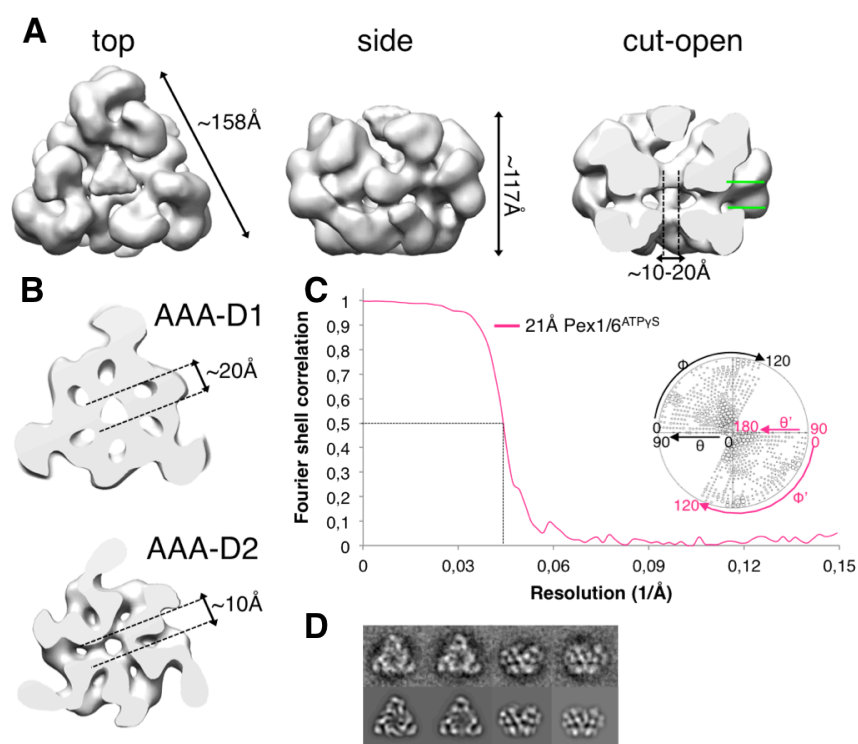 A
top
side
cut-open
~158Å
~117Å
~10-20Å
B
AAA-D1
~20Å
AAA-D2
~10Å
C
Fourier shell correlation
1
0,9
0,8
0,7
0,6
0,5
0,4
0,3
0,2
0,1
0
0
0,03
0,06
0,09
0,12
0,15
Resolution (1/Å)
21Å Pex1/6ATPγS
Φ
120
0
90
θ
0
180
θ'
90
0
120
Φ'
D